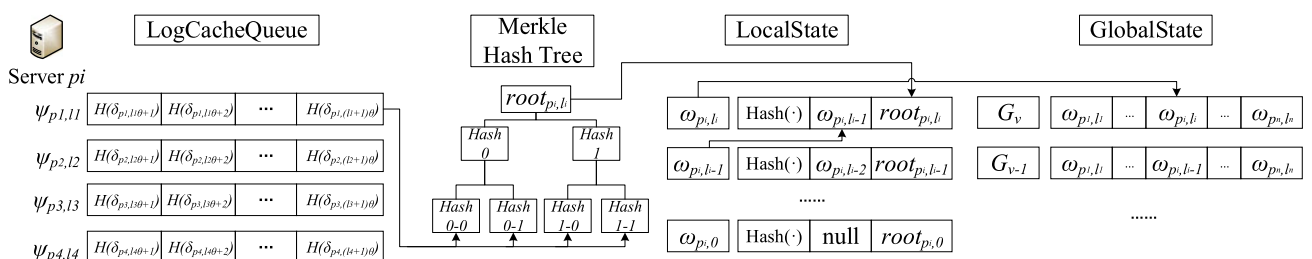 LogCacheQueue
Merkle
Hash Tree
LocalState
GlobalState
Server pi
ψp1,l1 H(δp1,l1θ+1) H(δp1,l1θ+2) ... H(δp1,(l1+1)θ)
ψp2,l2 H(δp2,l2θ+1) H(δp2,l2θ+2) ... H(δp2,(l2+1)θ)
ψp3,l3 H(δp3,l3θ+1) H(δp3,l3θ+2) ... H(δp3,(l3+1)θ)
ψp4,l4 H(δp4,l4θ+1) H(δp4,l4θ+2) ... H(δp4,(l4+1)θ)
rootpi,li
Hash
0
Hash
1
Hash
0-0
Hash
0-1
Hash
1-0
Hash
1-1
ωpi,li Hash(·) ωpi,li-1 rootpi,li
ωpi,li-1 Hash(·) ωpi,li-2 rootpi,li-1
......
ωpi,0 Hash(·) null rootpi,0
Gv ωp1,l1 ... ωpi,li ... ωpn,ln
Gv-1 ωp1,l1 ... ωpi,li-1 ... ωpn,ln
......